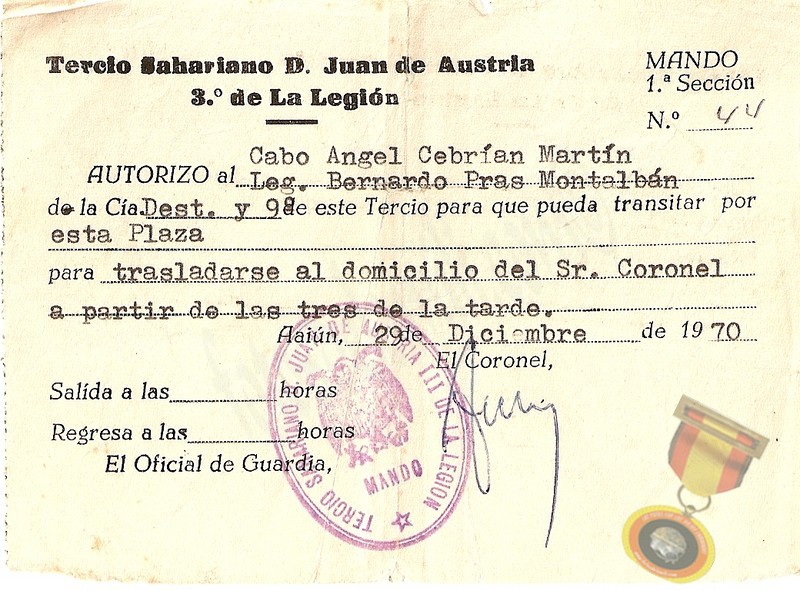 Tercio Sahariano D. Juan de Austria
3.º de La Legión
MANDO
1.ª Sección
N.º 44
Cabo Angel Cebrían Martín
AUTORIZO al Leg. Bernardo Pras Montalbán
de la Cía. Dest. y 9ª de este Tercio para que pueda transitar por
esta Plaza
para trasladarse al domicilio del Sr. Coronel
a partir de las tres de la tarde.
Aaiún, 29 de Diciembre de 1970
El Coronel,
Salída a las horas
Regresa a las horas
El Oficial de Guardia,
TERCIO SAHARIANO D. JUAN DE AUSTRIA III DE LA LEGION
MANDO